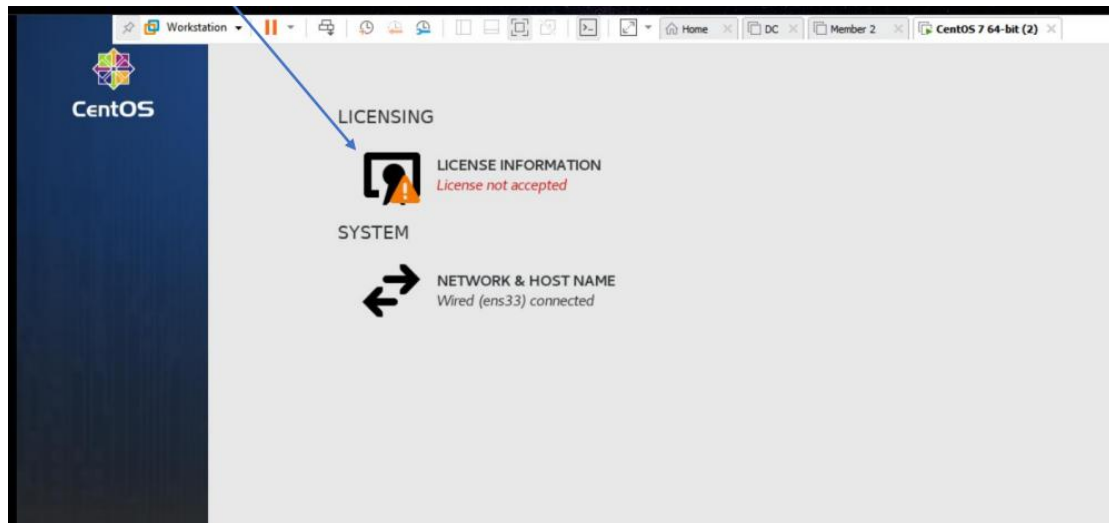 Workstation
Home
DC
Member 2
CentOS 7 64-bit (2)
CentOS
LICENSING
LICENSE INFORMATION
License not accepted
SYSTEM
NETWORK & HOST NAME
Wired (ens33) connected